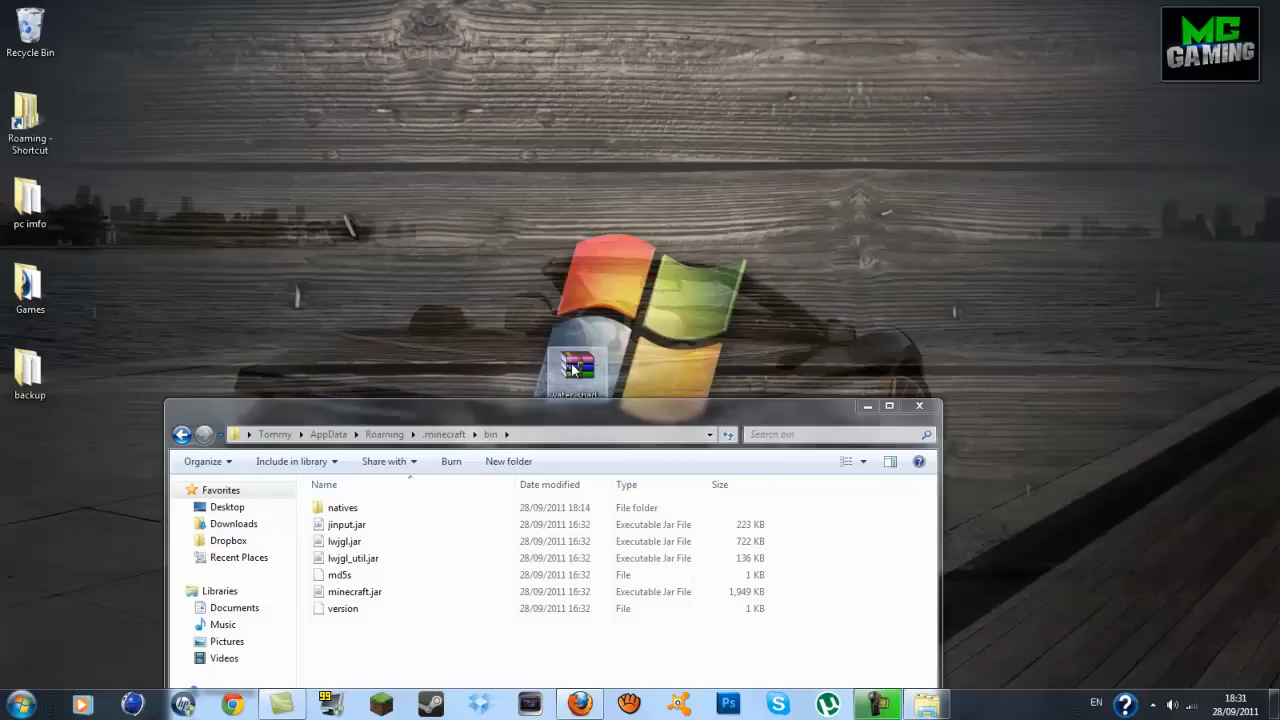 MG
GAMING
Recycle Bin
Roaming -
Shortcut
pc imfo
Games
backup
Tommy AppData Roaming .minecraft bin
Search bin
Organize Include in library Share with Burn New folder
Name Date modified Type Size
Favorites
Desktop
Downloads
Dropbox
Recent Places
Libraries
Documents
Music
Pictures
Videos
natives 28/09/2011 18:14 File folder
jinput.jar 28/09/2011 16:32 Executable Jar File 223 KB
lwjgl.jar 28/09/2011 16:32 Executable Jar File 722 KB
lwjgl_util.jar 28/09/2011 16:32 Executable Jar File 136 KB
md5s 28/09/2011 16:32 File 1 KB
minecraft.jar 28/09/2011 16:32 Executable Jar File 1,949 KB
version 28/09/2011 16:32 File 1 KB
99
Ps
EN
18:31
28/09/2011